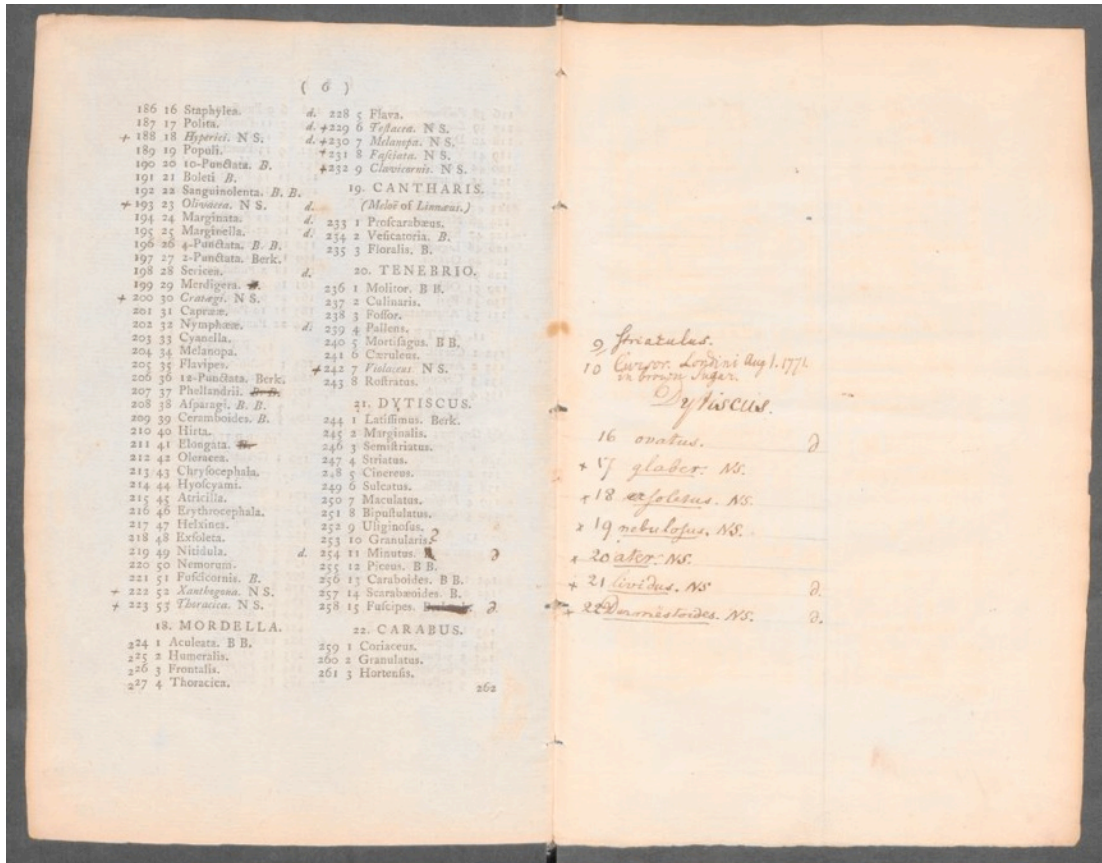 ( 6 )
186 16 Staphylea.
187 17 Polita.
+ 188 18 Hyperici. N S.
189 19 Populi.
190 20 10-Punctata. B.
191 21 Boleti B.
192 22 Sanguinolenta. B. B.
+ 193 23 Olivacea. N S.
194 24 Marginata.
195 25 Marginella.
196 26 4-Punctata. B. B.
197 27 2-Punctata. Berk.
198 28 Sericea.
199 29 Merdigera.
+ 200 30 Cratægi. N S.
201 31 Capreæ.
202 32 Nymphææ.
203 33 Cyanella.
204 34 Melanopa.
205 35 Flavipes.
206 36 12-Punctata. Berk.
207 37 Phellandrii. B. B.
208 38 Aſparagi. B. B.
209 39 Ceramboides. B.
210 40 Hirta.
211 41 Elongata.
212 42 Oleracea.
213 43 Chryſocephala.
214 44 Hyoſcyami.
215 45 Atricilla.
216 46 Erythrocephala.
217 47 Helxines.
218 48 Exſoleta.
219 49 Nitidula.
220 50 Nemorum.
221 51 Fuſcicornis. B.
+ 222 52 Xanthogona. N S.
+ 223 53 Thoracica. N S.
18. MORDELLA.
224 1 Aculeata. B B.
225 2 Humeralis.
226 3 Frontalis.
227 4 Thoracica.
d. 228 5 Flava.
d. +229 6 Teſtacea. N S.
d. +230 7 Melanopa. N S.
+231 8 Faſciata. N S.
+232 9 Clavicornis. N S.
19. CANTHARIS.
d. (Meloë of Linnæus.)
d. 233 1 Proſcarabæus.
d. 234 2 Veſicatoria. B.
235 3 Floralis. B.
d. 20. TENEBRIO.
236 1 Molitor. B B.
237 2 Culinaris.
238 3 Foſſor.
d. 239 4 Pallens.
240 5 Mortiſagus. B B.
241 6 Cæruleus.
+242 7 Violaceus N S.
243 8 Roſtratus.
21. DYTISCUS.
244 1 Latiſſimus. Berk.
245 2 Marginalis.
246 3 Semiſtriatus.
247 4 Striatus.
248 5 Cinereus.
249 6 Sulcatus.
250 7 Maculatus.
251 8 Bipuſtulatus.
252 9 Uliginoſus.
253 10 Granularis?
d. 254 11 Minutus. ∂
255 12 Piceus. B B.
256 13 Caraboides. B B.
257 14 Scarabæoides. B.
258 15 Fuſcipes. ∂.
22. CARABUS.
259 1 Coriaceus.
260 2 Granulatus.
261 3 Hortenſis.
262
9 ſtriatulus.
10 Curſor. Londini Aug 1. 1771.
in brown Sugar.
Dytiscus.
16 ovatus. ∂
+ 17 glaber. NS.
+ 18 exſoletus. NS.
x 19 nebuloſus. NS.
+ 20 ater. NS.
+ 21 lividus. NS ∂.
+ 22 Dermestoides. NS. ∂.